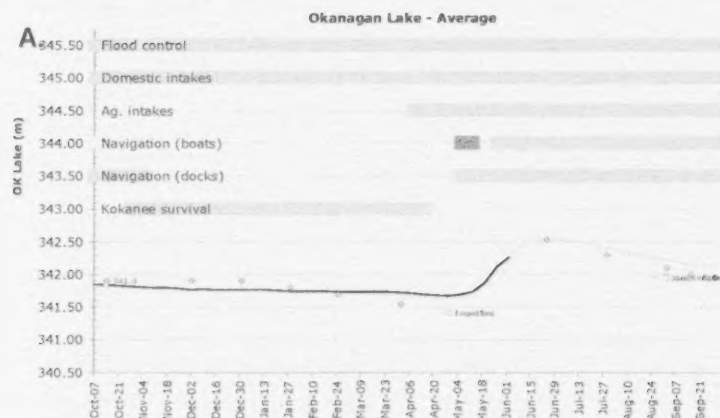 Okanagan Lake - Average
A.
345.50 Flood control
345.00 Domestic intakes
344.50 Ag. intakes
344.00 Navigation (boats)
343.50 Navigation (docks)
343.00 Kokanee survival
342.50
342.00
341.50
341.00
340.50
OK Lake (m)
Oct-07
Oct-21
Nov-04
Nov-18
Dec-02
Dec-16
Dec-30
Jan-13
Jan-27
Feb-10
Feb-24
Mar-09
Mar-23
Apr-06
Apr-20
May-04
May-18
Jun-01
Jun-15
Jun-29
Jul-13
Jul-27
Aug-10
Aug-24
Sep-07
Sep-21